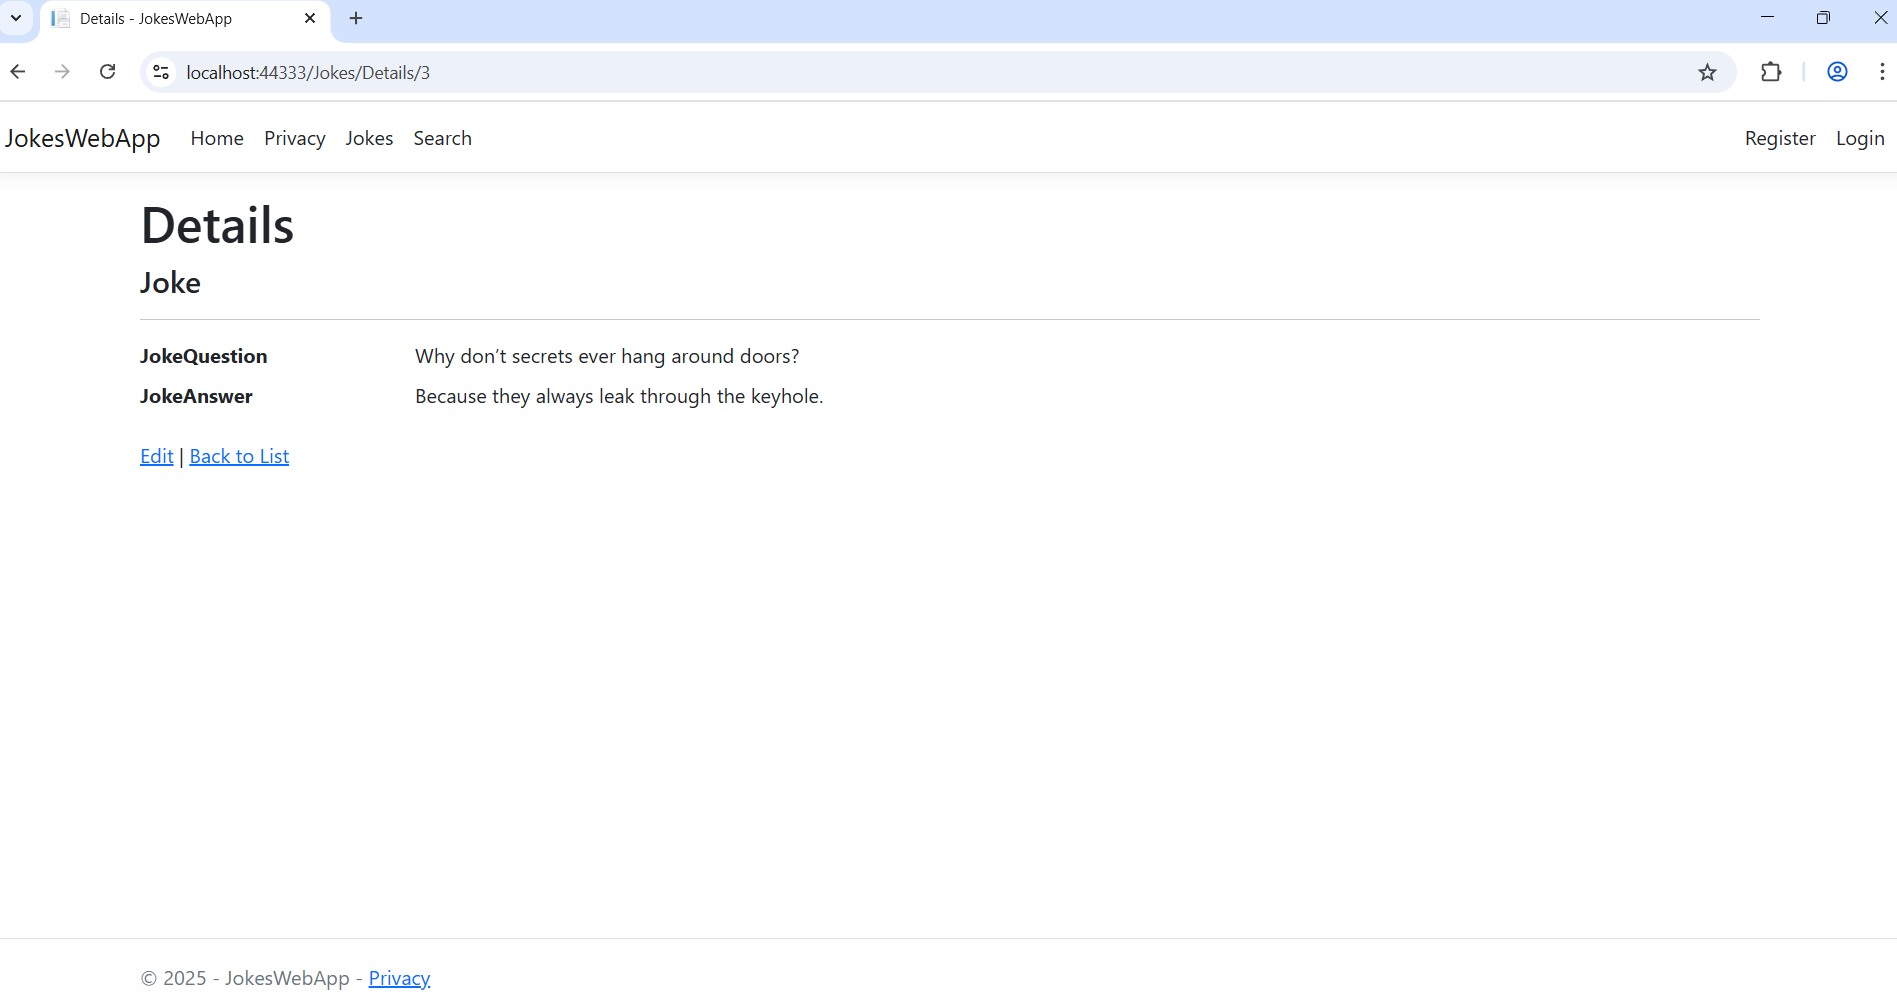 Details - JokesWebApp
localhost:44333/Jokes/Details/3
JokesWebApp Home Privacy Jokes Search Register Login
Details
Joke
JokeQuestion Why don’t secrets ever hang around doors?
JokeAnswer Because they always leak through the keyhole.
Edit | Back to List
© 2025 - JokesWebApp - Privacy